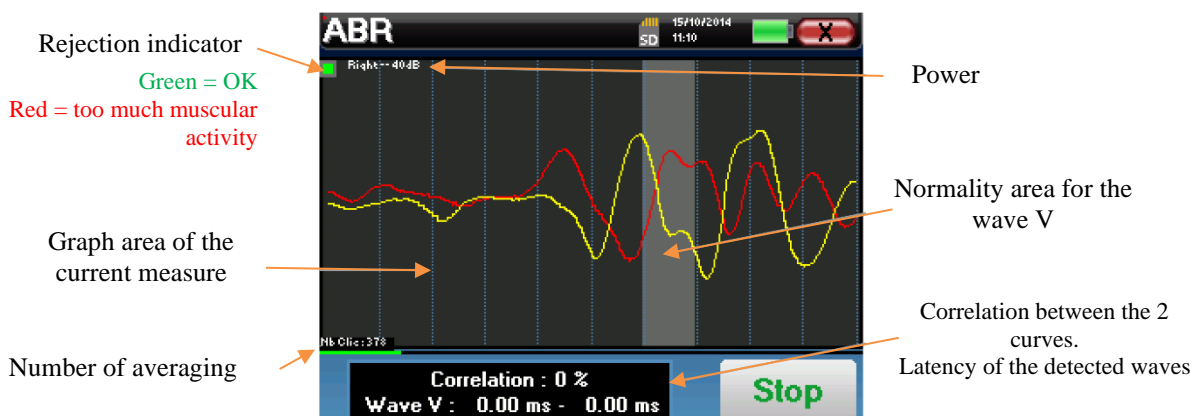 ABR
SD
15/10/2014
11:10
X
Rejection indicator
Green = OK
Red = too much muscular
activity
Right -- 40dB
Power
Normality area for the
wave V
Graph area of the
current measure
Nb Clic: 378
Number of averaging
Correlation between the 2
curves.
Latency of the detected waves
Correlation : 0 %
Wave V : 0.00 ms - 0.00 ms
Stop